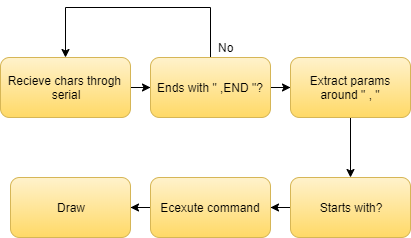 No
Recieve chars throgh
serial
Ends with " ,END "?
Extract params
around " , "
Draw
Ecexute command
Starts with?